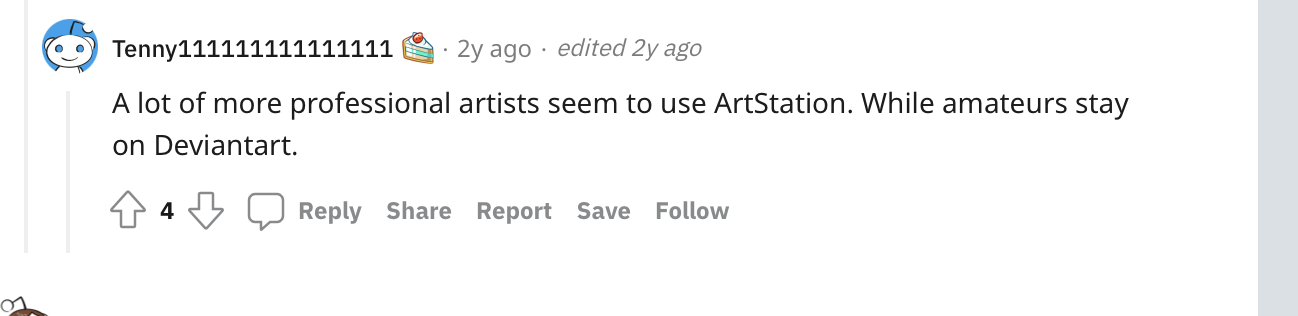 Tenny111111111111111 · 2y ago · edited 2y ago
A lot of more professional artists seem to use ArtStation. While amateurs stay
on Deviantart.
4 Reply Share Report Save Follow